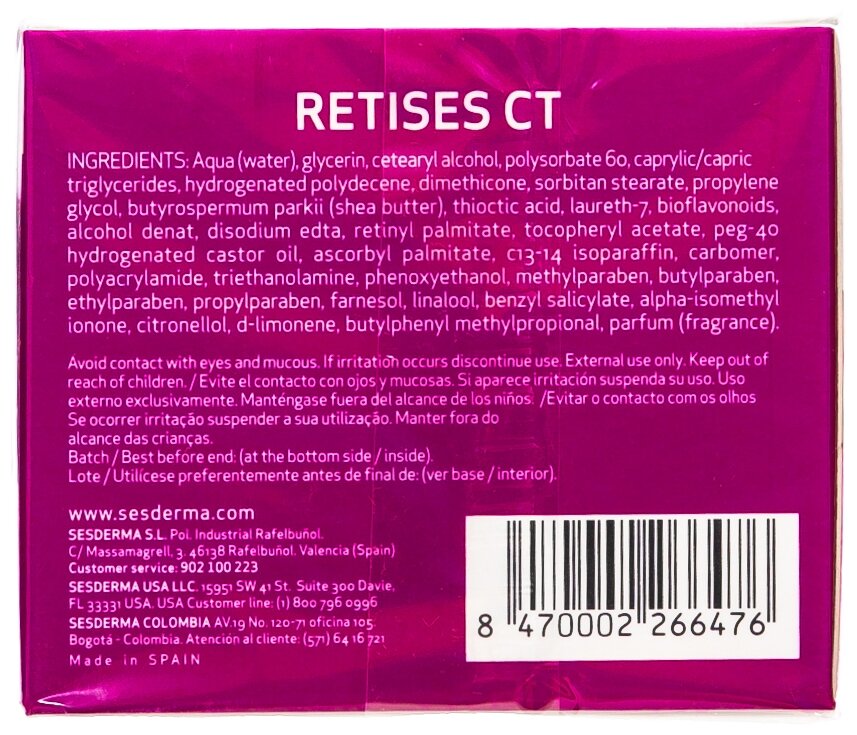 RETISES CT
INGREDIENTS: Aqua (water), glycerin, cetearyl alcohol, polysorbate 60, caprylic/capric
triglycerides, hydrogenated polydecene, dimethicone, sorbitan stearate, propylene
glycol, butyrospermum parkii (shea butter), thioctic acid, laureth-7, bioflavonoids,
alcohol denat, disodium edta, retinyl palmitate, tocopheryl acetate, peg-40
hydrogenated castor oil, ascorbyl palmitate, c13-14 isoparaffin, carbomer,
polyacrylamide, triethanolamine, phenoxyethanol, methylparaben, butylparaben,
ethylparaben, propylparaben, farnesol, linalool, benzyl salicylate, alpha-isomethyl
ionone, citronellol, d-limonene, butylphenyl methylpropional, parfum (fragrance).
Avoid contact with eyes and mucous. If irritation occurs discontinue use. External use only. Keep out of
reach of children. / Evite el contacto con ojos y mucosas. Si aparece irritación suspenda su uso. Uso
externo exclusivamente. Manténgase fuera del alcance de los niños. /Evitar o contacto com os olhos
Se ocorrer irritação suspender a sua utilização. Manter fora do
alcance das crianças.
Batch / Best before end: (at the bottom side / inside).
Lote / Utilícese preferentemente antes de final de: (ver base / interior).
www.sesderma.com
SESDERMA S.L. Pol. Industrial Rafelbuñol.
C/ Massamagrell, 3. 46138 Rafelbuñol. Valencia (Spain)
Customer service: 902 100 223
SESDERMA USA LLC. 15951 SW 41 St. Suite 300 Davie,
FL 33331 USA. USA Customer line: (1) 800 796 0996
SESDERMA COLOMBIA AV.19 No. 120-71 oficina 105.
Bogotá - Colombia. Atención al cliente: (571) 64 16 721
Made in SPAIN
8 470002 266476